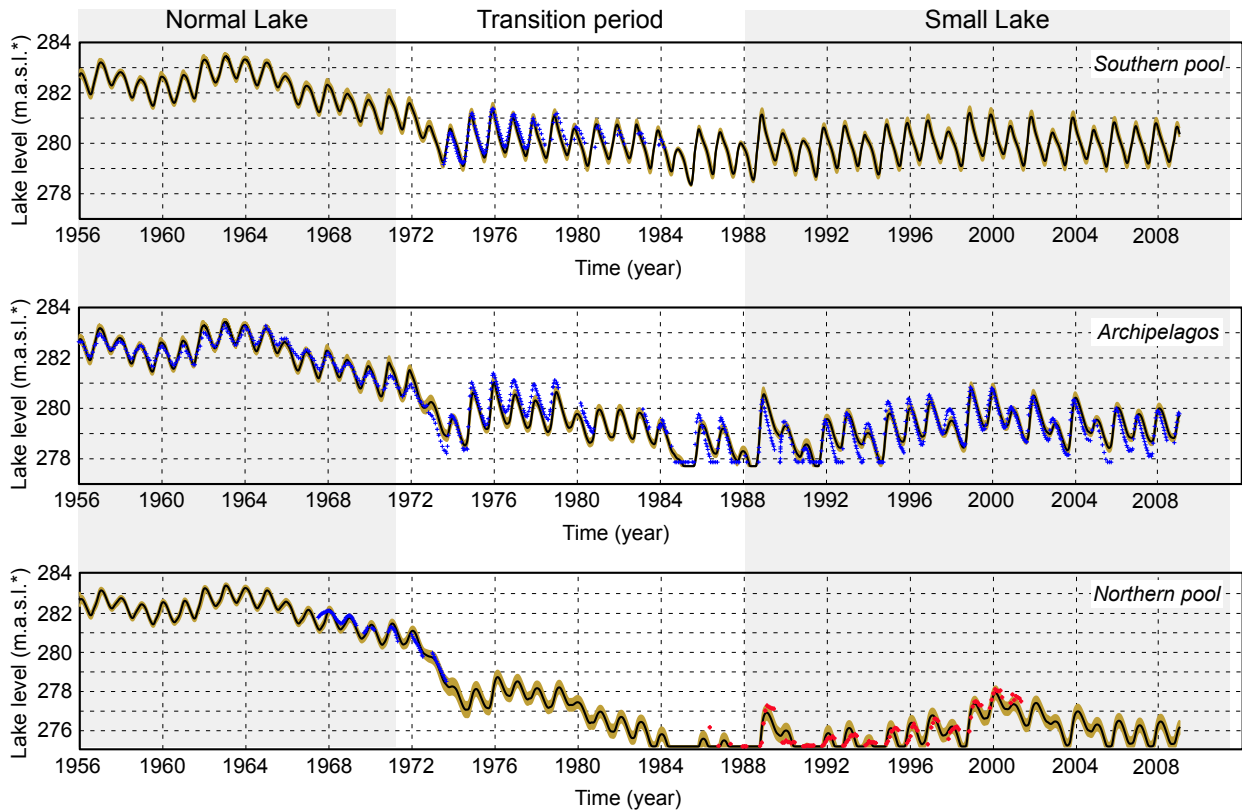 Normal Lake Transition period Small Lake
Lake level (m.a.s.l.*)
284
282
280
278
Southern pool
1956 1960 1964 1968 1972 1976 1980 1984 1988 1992 1996 2000 2004 2008
Time (year)
Lake level (m.a.s.l.*)
284
282
280
278
Archipelagos
1956 1960 1964 1968 1972 1976 1980 1984 1988 1992 1996 2000 2004 2008
Time (year)
Lake level (m.a.s.l.*)
284
282
280
278
276
Northern pool
1956 1960 1964 1968 1972 1976 1980 1984 1988 1992 1996 2000 2004 2008
Time (year)